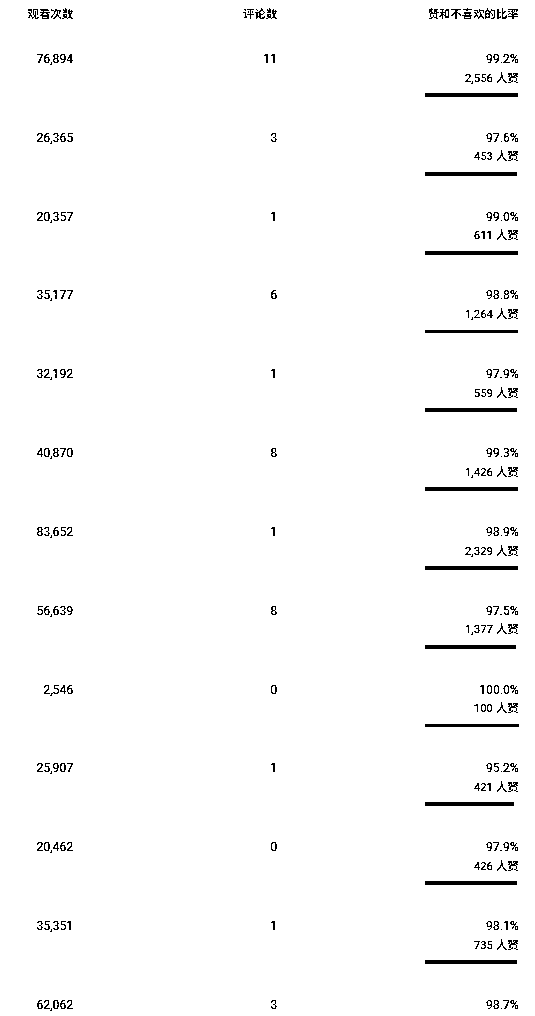 观看次数 评论数 赞和不喜欢的比率
76,894 11 99.2%
2,556 人赞
26,365 3 97.6%
453 人赞
20,357 1 99.0%
611 人赞
35,177 6 98.8%
1,264 人赞
32,192 1 97.9%
559 人赞
40,870 8 99.3%
1,426 人赞
83,652 1 98.9%
2,329 人赞
56,639 8 97.5%
1,377 人赞
2,546 0 100.0%
100 人赞
25,907 1 95.2%
421 人赞
20,462 0 97.9%
426 人赞
35,351 1 98.1%
735 人赞
62,062 3 98.7%